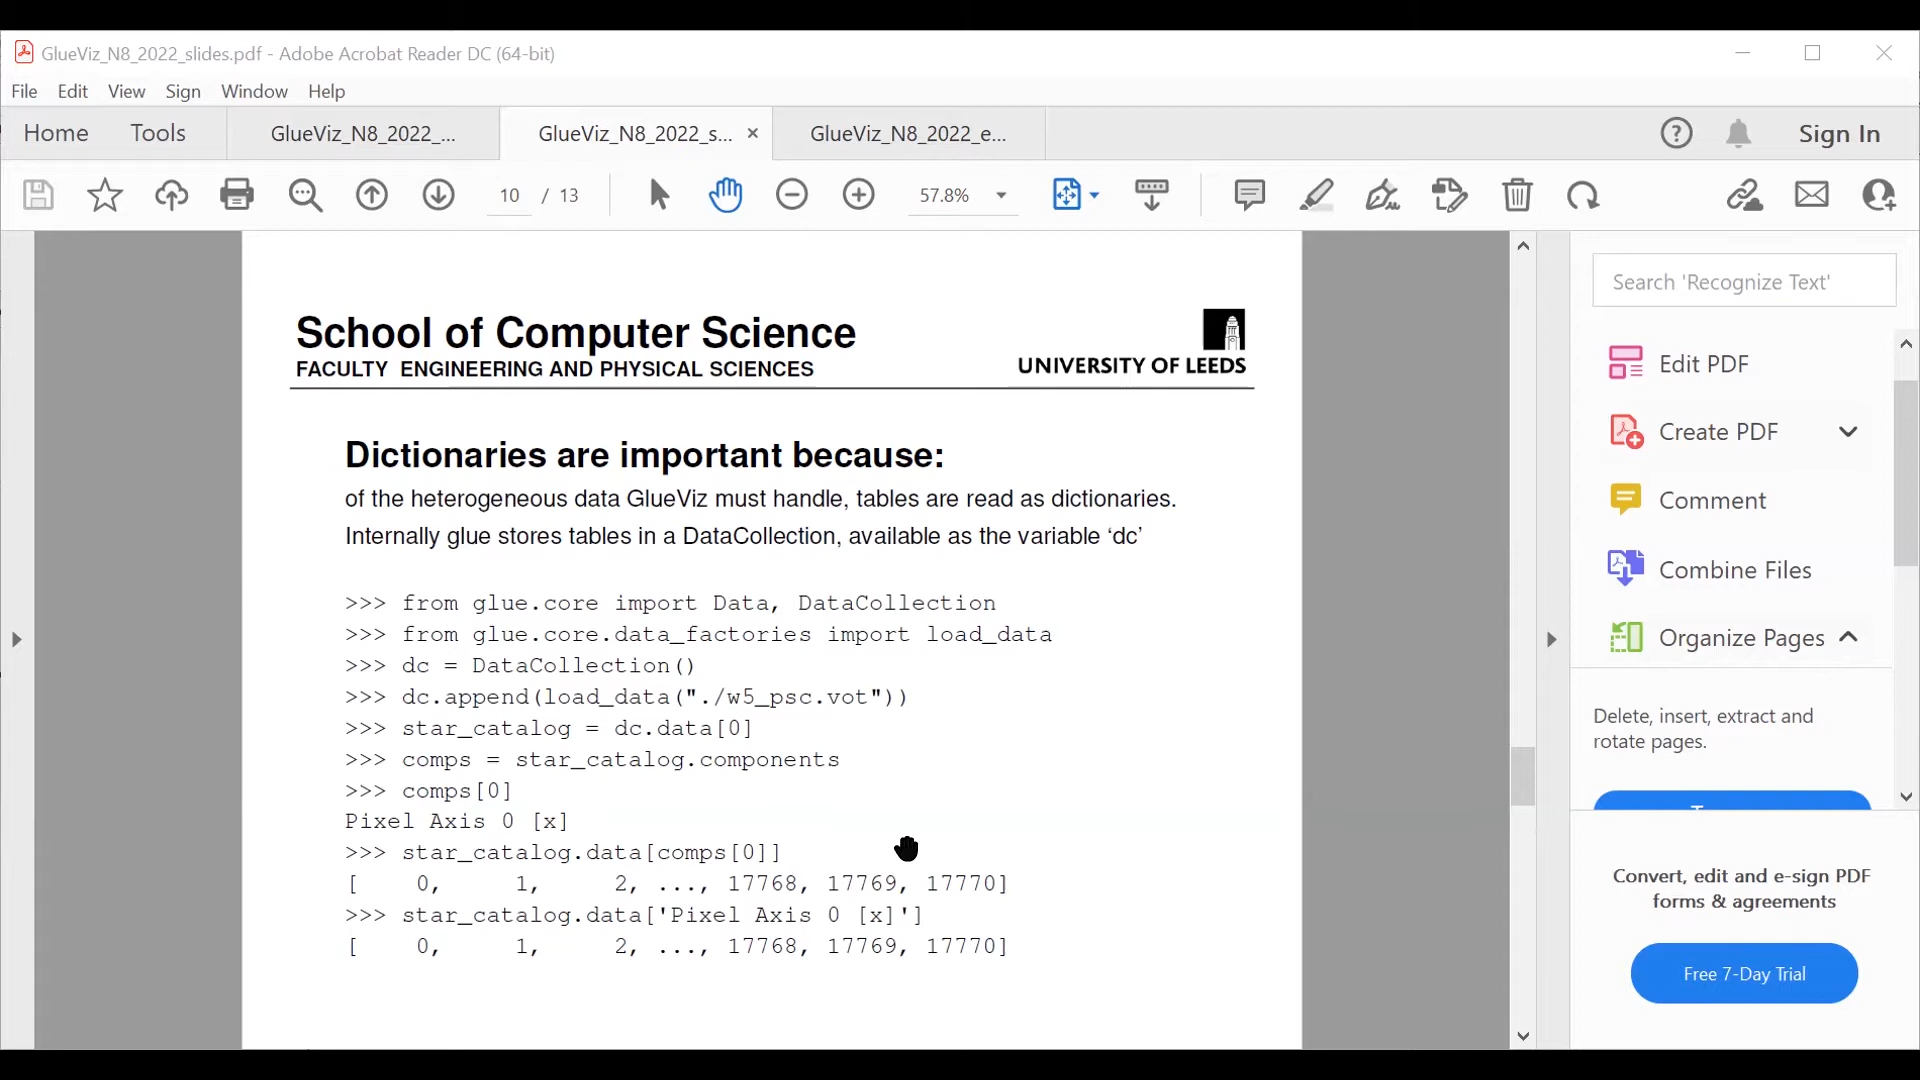 GlueViz_N8_2022_slides.pdf - Adobe Acrobat Reader DC (64-bit)
File Edit View Sign Window Help
Home Tools GlueViz_N8_2022_... GlueViz_N8_2022_s... × GlueViz_N8_2022_e... Sign In
10 / 13 57.8%
Search 'Recognize Text'
Edit PDF
Create PDF
Comment
Combine Files
Organize Pages
Delete, insert, extract and
rotate pages.
Convert, edit and e-sign PDF
forms & agreements
Free 7-Day Trial
School of Computer Science
FACULTY ENGINEERING AND PHYSICAL SCIENCES
UNIVERSITY OF LEEDS
Dictionaries are important because:
of the heterogeneous data GlueViz must handle, tables are read as dictionaries.
Internally glue stores tables in a DataCollection, available as the variable ‘dc’
>>> from glue.core import Data, DataCollection
>>> from glue.core.data_factories import load_data
>>> dc = DataCollection()
>>> dc.append(load_data("./w5_psc.vot"))
>>> star_catalog = dc.data[0]
>>> comps = star_catalog.components
>>> comps[0]
Pixel Axis 0 [x]
>>> star_catalog.data[comps[0]]
[ 0, 1, 2, ..., 17768, 17769, 17770]
>>> star_catalog.data['Pixel Axis 0 [x]']
[ 0, 1, 2, ..., 17768, 17769, 17770]